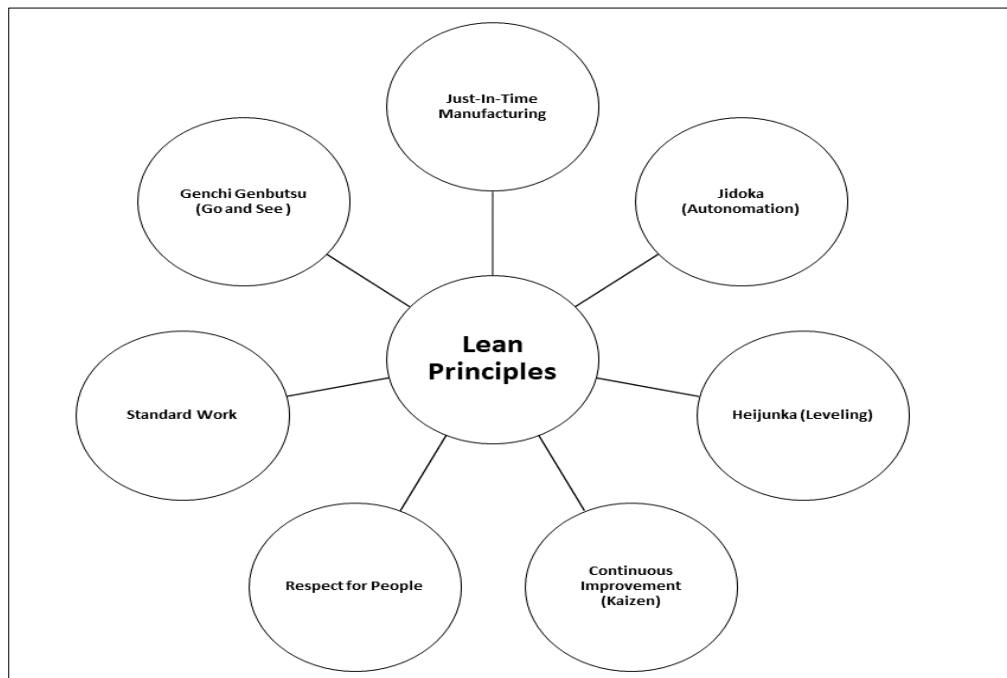 Just-In-Time
Manufacturing
Jidoka
(Autonomation)
Heijunka (Leveling)
Continuous
Improvement
(Kaizen)
Respect for People
Standard Work
Genchi Genbutsu
(Go and See )
Lean
Principles